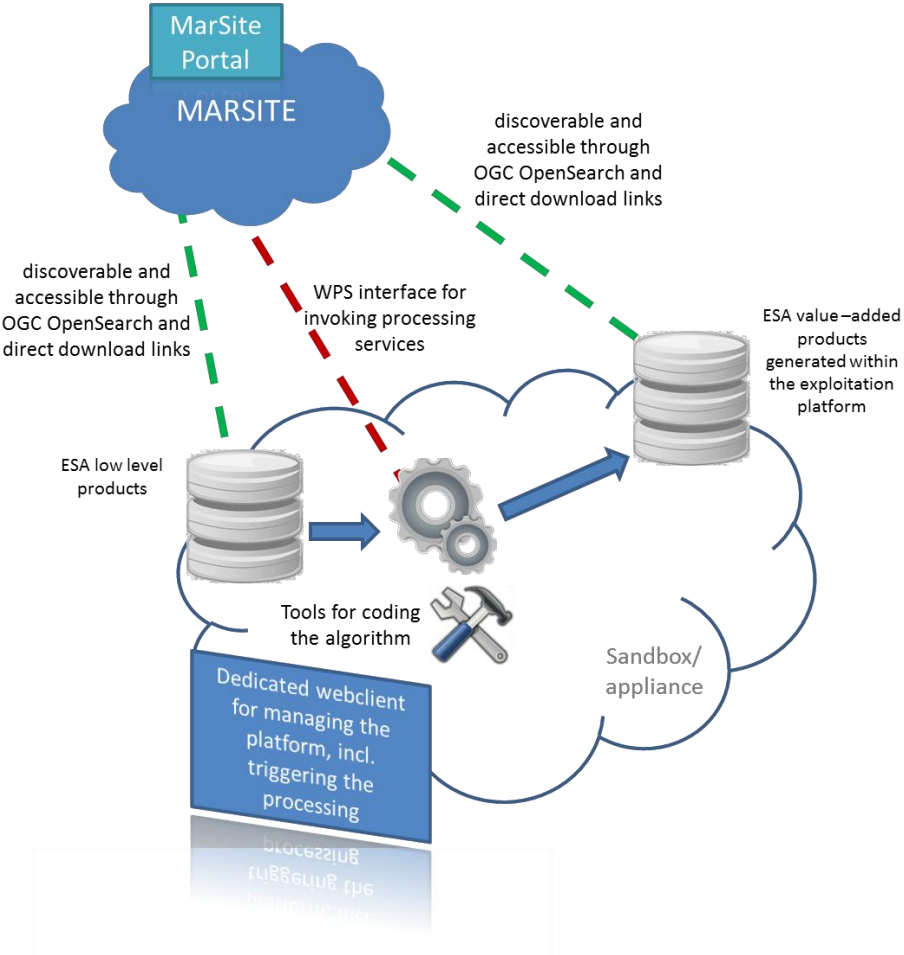 MarSite
Portal
MARSITE
discoverable and
accessible through
OGC OpenSearch and
direct download links
discoverable and
accessible through
OGC OpenSearch and
direct download links
WPS interface for
invoking processing
services
ESA value –added
products
generated within
the exploitation
platform
ESA low level
products
Tools for coding
the algorithm
Sandbox/
appliance
Dedicated webclient
for managing the
platform, incl.
triggering the
processing